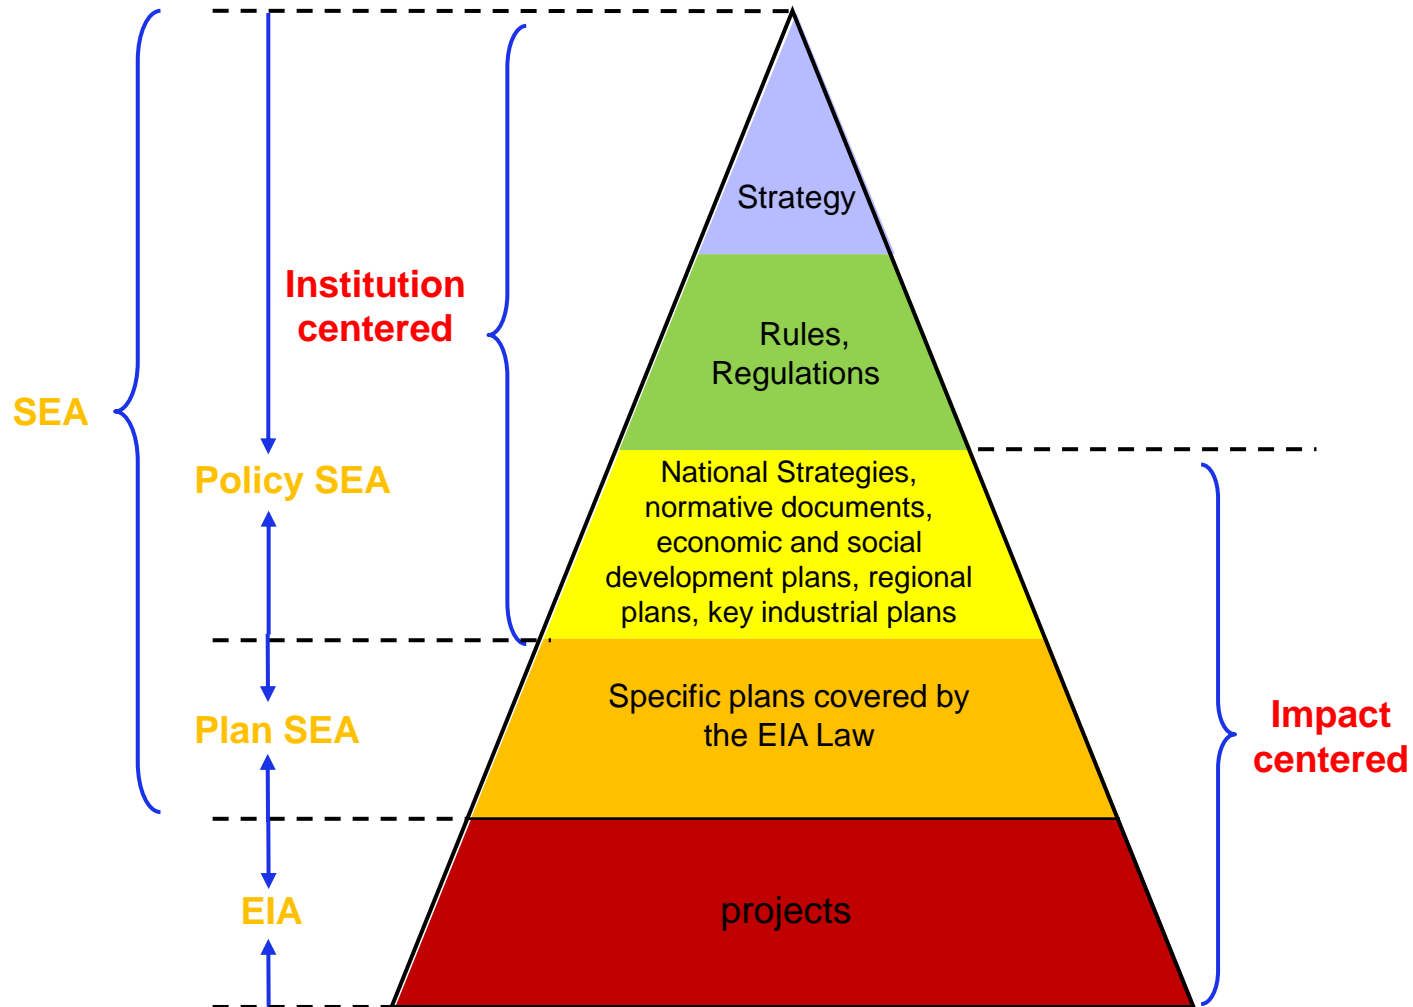 Strategy
Institution
centered
Rules,
Regulations
SEA
Policy SEA
National Strategies,
normative documents,
economic and social
development plans, regional
plans, key industrial plans
Plan SEA
Specific plans covered by
the EIA Law
Impact
centered
EIA
projects